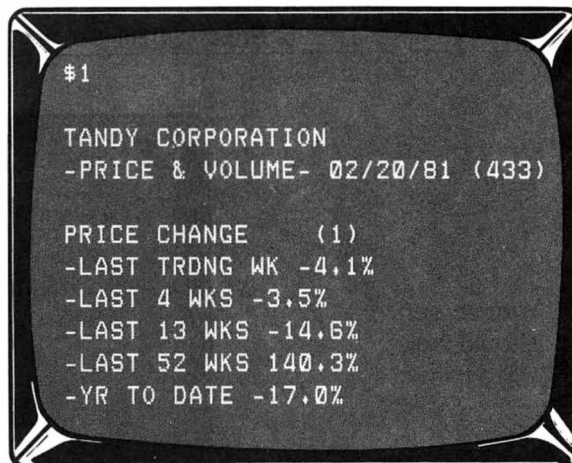 $1
TANDY CORPORATION
-PRICE & VOLUME- 02/20/81 (433)
PRICE CHANGE (1)
-LAST TRDNG WK -4.1%
-LAST 4 WKS -3.5%
-LAST 13 WKS -14.6%
-LAST 52 WKS 140.3%
-YR TO DATE -17.0%